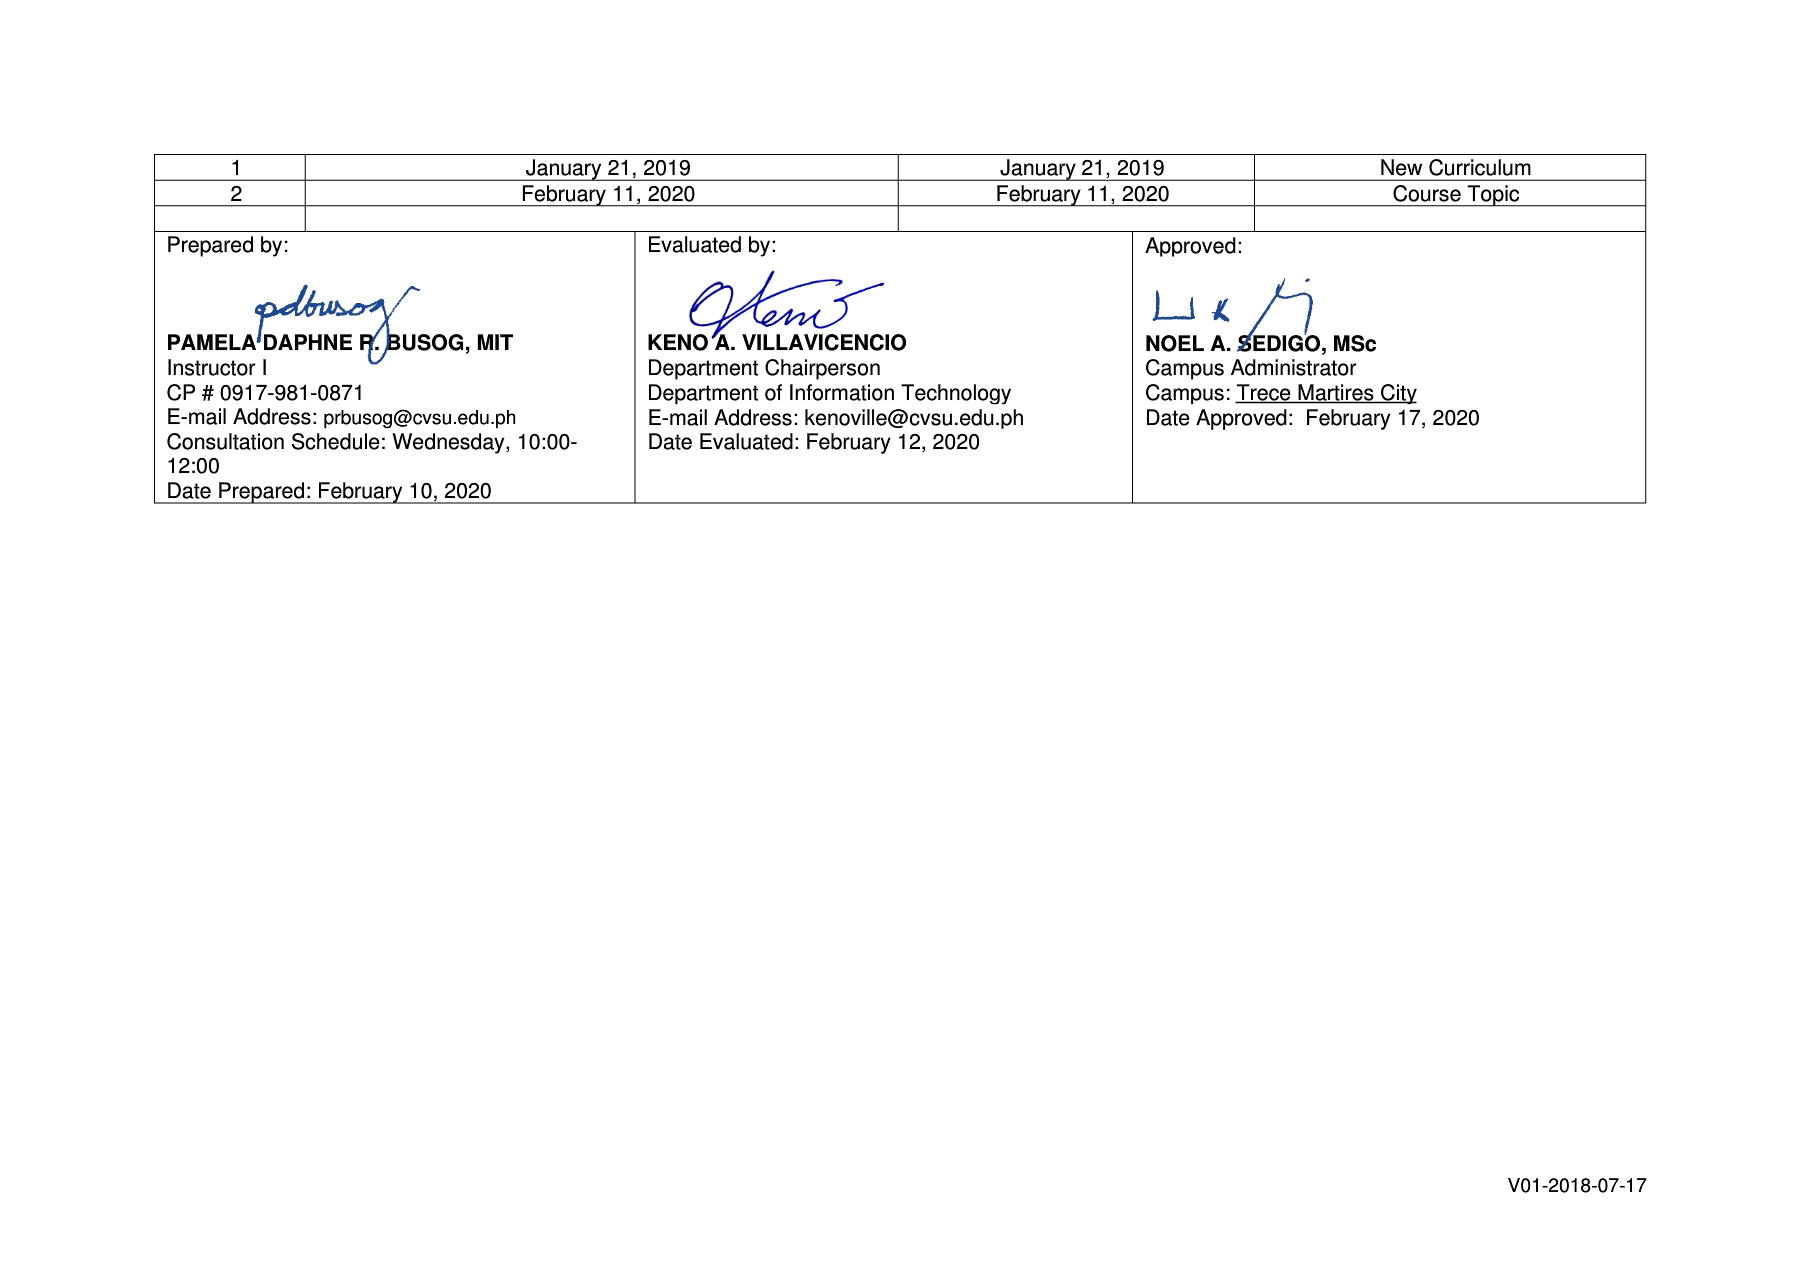 1 January 21, 2019 January 21, 2019 New Curriculum
2 February 11, 2020 February 11, 2020 Course Topic
Prepared by:
pdbusog
PAMELA DAPHNE R. BUSOG, MIT
Instructor I
CP # 0917-981-0871
E-mail Address: prbusog@cvsu.edu.ph
Consultation Schedule: Wednesday, 10:00-
12:00
Date Prepared: February 10, 2020
Evaluated by:
KENO A. VILLAVICENCIO
Department Chairperson
Department of Information Technology
E-mail Address: kenoville@cvsu.edu.ph
Date Evaluated: February 12, 2020
Approved:
NOEL A. SEDIGO, MSc
Campus Administrator
Campus: Trece Martires City
Date Approved: February 17, 2020
V01-2018-07-17